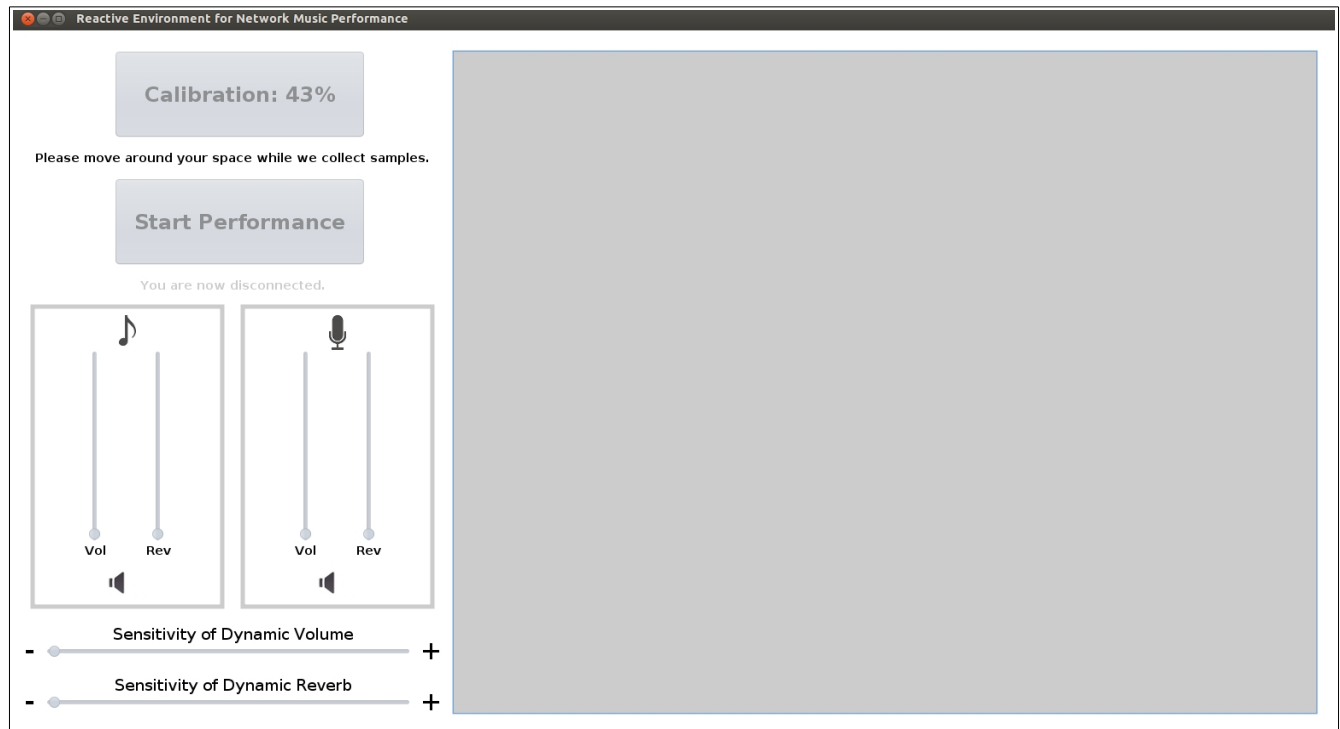 Reactive Environment for Network Music Performance
Calibration: 43%
Please move around your space while we collect samples.
Start Performance
You are now disconnected.
Vol Rev
Vol Rev
Sensitivity of Dynamic Volume
- +
Sensitivity of Dynamic Reverb
- +